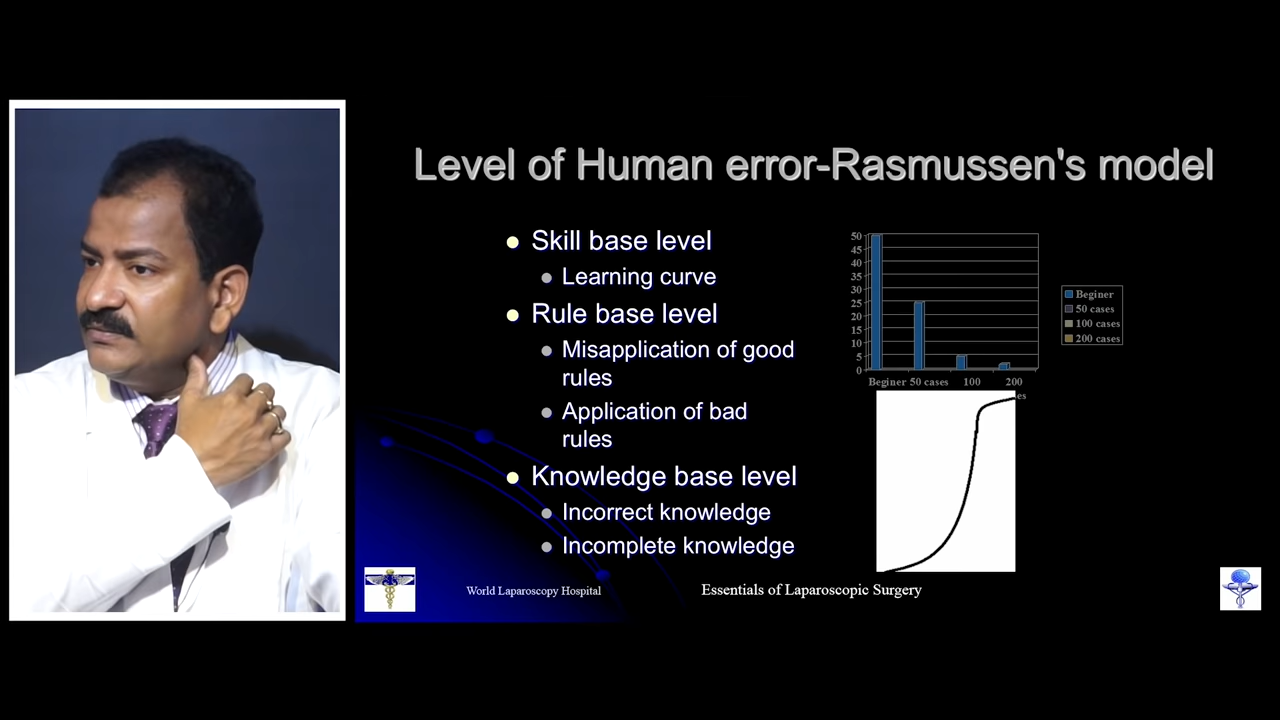 Level of Human error-Rasmussen's model
Skill base level
Learning curve
Rule base level
Misapplication of good
rules
Application of bad
rules
Knowledge base level
Incorrect knowledge
Incomplete knowledge
50
45
40
35
30
25
20
15
10
5
0
Beginer 50 cases 100 200
es
Beginer
50 cases
100 cases
200 cases
World Laparoscopy Hospital
Essentials of Laparoscopic Surgery